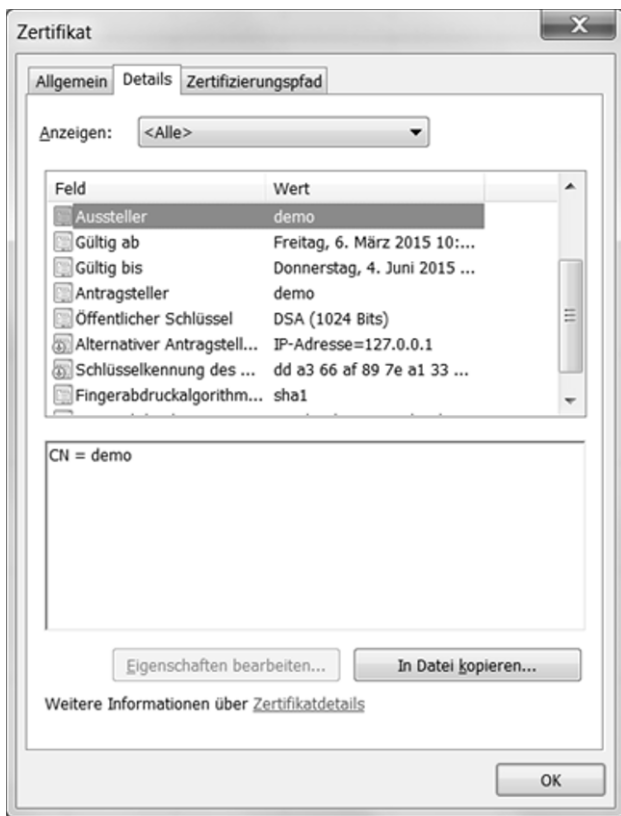 Zertifikat
Allgemein Details Zertifizierungspfad
Anzeigen: <Alle>
Feld Wert
Aussteller demo
Gültig ab Freitag, 6. März 2015 10:...
Gültig bis Donnerstag, 4. Juni 2015 ...
Antragsteller demo
Öffentlicher Schlüssel DSA (1024 Bits)
Alternativer Antragstell... IP-Adresse=127.0.0.1
Schlüsselkennung des ... dd a3 66 af 89 7e a1 33 ...
Fingerabdruckalgorithm... sha1
CN = demo
Eigenschaften bearbeiten... In Datei kopieren...
Weitere Informationen über Zertifikatdetails
OK